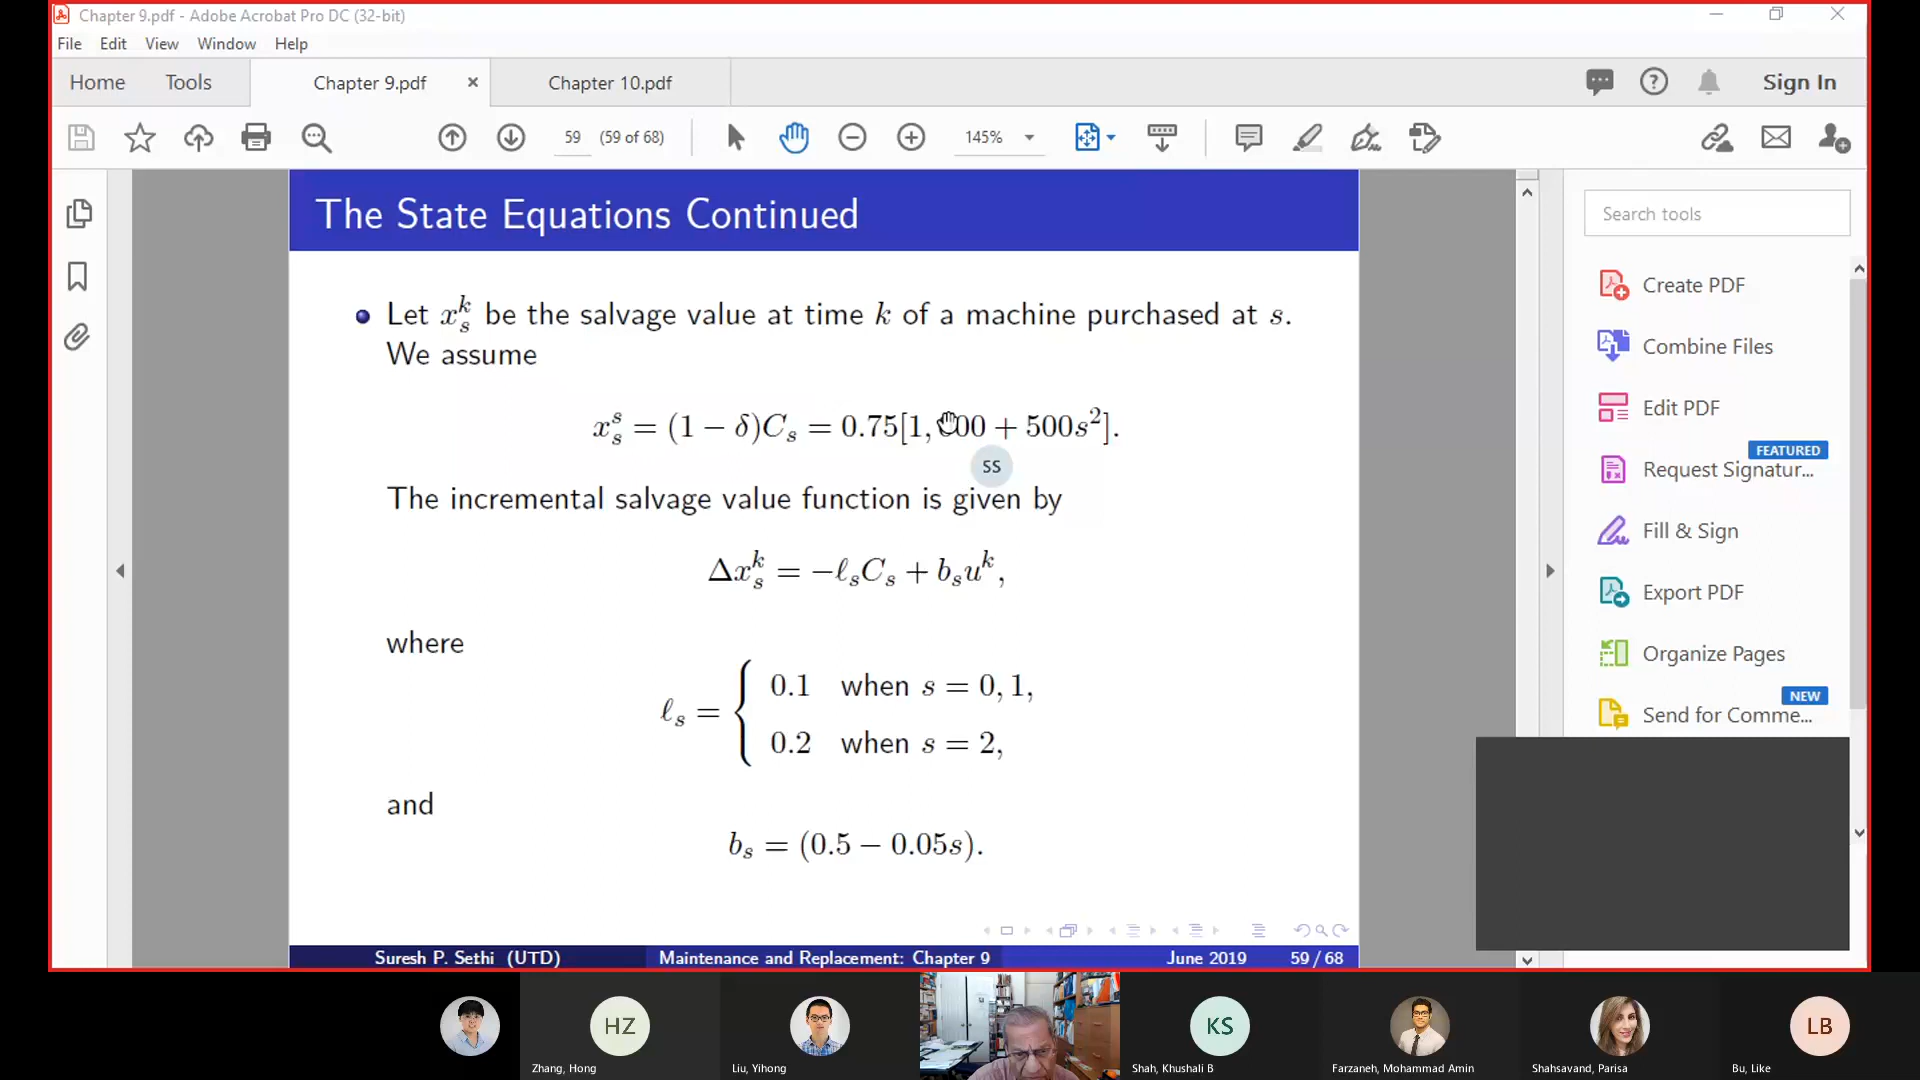 Chapter 9.pdf - Adobe Acrobat Pro DC (32-bit)
File Edit View Window Help
Home Tools Chapter 9.pdf × Chapter 10.pdf Sign In
59 (59 of 68) 145%
The State Equations Continued
Search tools
Let x_s^k be the salvage value at time k of a machine purchased at s.
We assume
x_s^s = (1 − δ)C_s = 0.75[1, 00 + 500s^2].
SS
The incremental salvage value function is given by
Δx_s^k = −ℓ_sC_s + b_su^k,
where
ℓ_s = { 0.1 when s = 0, 1,
0.2 when s = 2,
and
b_s = (0.5 − 0.05s).
Create PDF
Combine Files
Edit PDF
FEATURED
Request Signatur...
Fill & Sign
Export PDF
Organize Pages
NEW
Send for Comme...
Suresh P. Sethi (UTD) Maintenance and Replacement: Chapter 9 June 2019 59 / 68
HZ KS LB
Zhang, Hong Liu, Yihong Shah, Khushali B Farzaneh, Mohammad Amin Shahsavand, Parisa Bu, Like